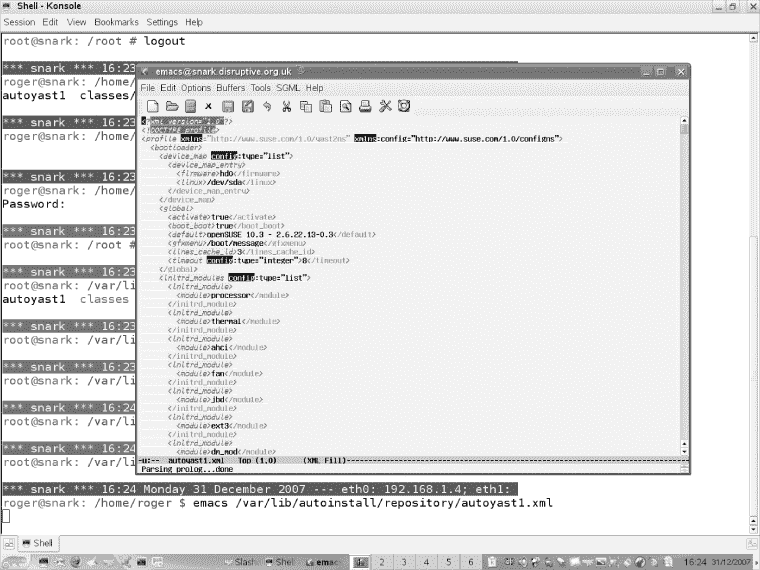 Shell - Konsole
Session Edit View Bookmarks Settings Help
root@snark: /root # logout
*** snark *** 16:23
roger@snark: /home/
autoyast1 classes/
*** snark *** 16:23
roger@snark: /home/
*** snark *** 16:23
roger@snark: /home/
Password:
*** snark *** 16:23
root@snark: /root #
*** snark *** 16:23
root@snark: /var/li
autoyast1 classes
*** snark *** 16:23
root@snark: /var/li
*** snark *** 16:23
root@snark: /var/li
*** snark *** 16:24
root@snark: /var/li
*** snark *** 16:24
root@snark: /var/li
*** snark *** 16:24 Monday 31 December 2007 --- eth0: 192.168.1.4; eth1:
roger@snark: /home/roger $ emacs /var/lib/autoinstall/repository/autoyast1.xml
emacs@snark.disruptive.org.uk
File Edit Options Buffers Tools SGML Help
<?xml version="1.0"?>
<!DOCTYPE profile>
<profile xmlns="http://www.suse.com/1.0/yast2ns" xmlns:config="http://www.suse.com/1.0/configns">
<bootloader>
<device_map config:type="list">
<device_map_entry>
<firmware>hd0</firmware>
<linux>/dev/sda</linux>
</device_map_entry>
</device_map>
<global>
<activate>true</activate>
<boot_boot>true</boot_boot>
<default>openSUSE 10.3 - 2.6.22.13-0.3</default>
<gfxmenu>/boot/message</gfxmenu>
<lines_cache_id>3</lines_cache_id>
<timeout config:type="integer">8</timeout>
</global>
<initrd_modules config:type="list">
<initrd_module>
<module>processor</module>
</initrd_module>
<initrd_module>
<module>thermal</module>
</initrd_module>
<initrd_module>
<module>ahci</module>
</initrd_module>
<initrd_module>
<module>fan</module>
</initrd_module>
<initrd_module>
<module>jbd</module>
</initrd_module>
<initrd_module>
<module>ext3</module>
</initrd_module>
<initrd_module>
<module>dm_mod</module>
-u:-- autoyast1.xml Top (1,0) (XML Fill)
Parsing prolog...done
Shell
Slash
Shell
emacs
2 3 4 5 6
16:24 31/12/2007